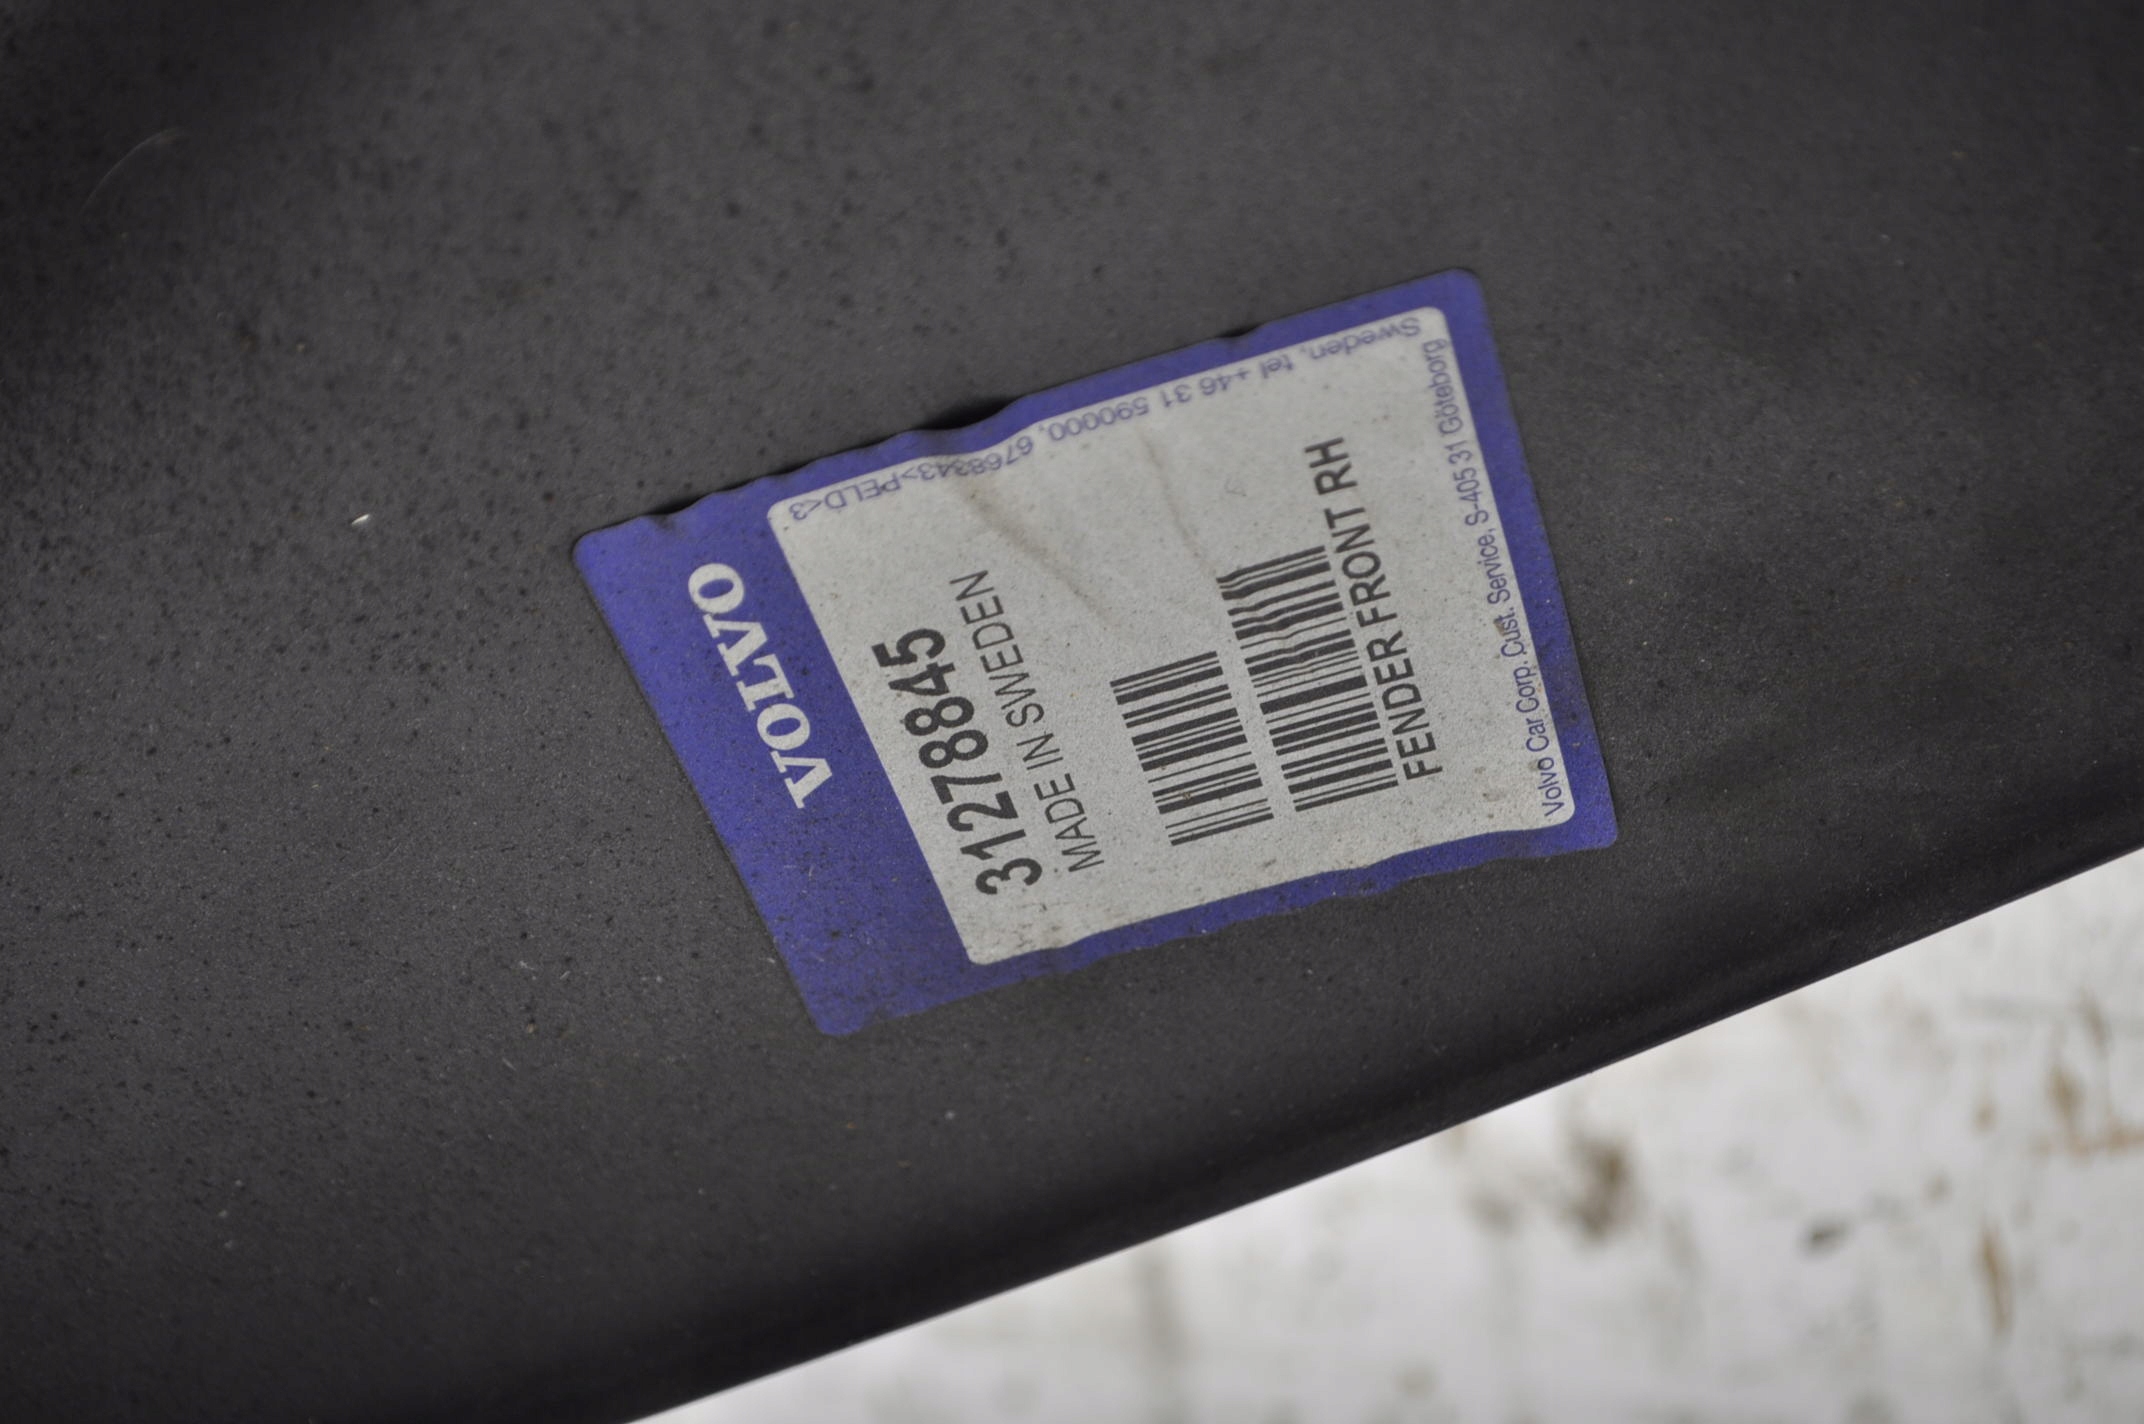 VOLVO
31278845
MADE IN SWEDEN
FENDER FRONT RH
Volvo Car Corp. Cust. Service, S-405 31 Göteborg
Sweden, tel +46 31 590000, 6768343>PELD<3